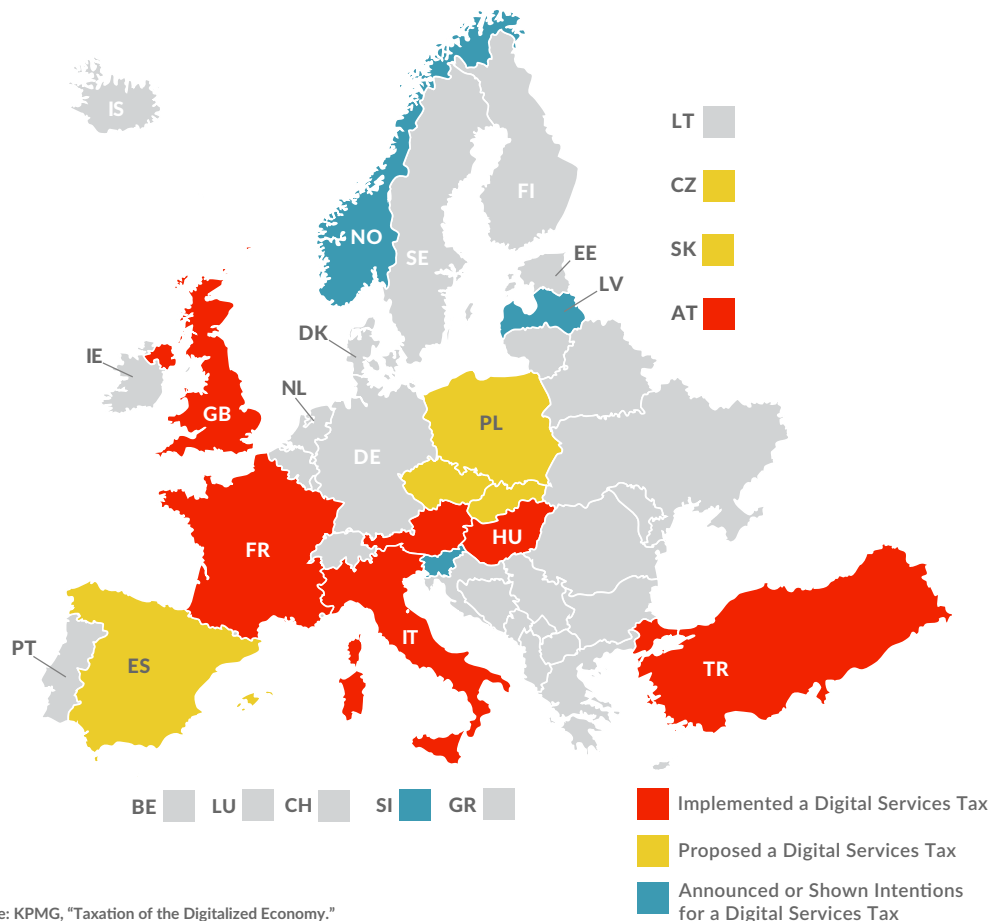 IS
LT
CZ
FI
NO
SK
SE
EE
LV
AT
DK
IE
NL
GB
PL
DE
HU
FR
IT
PT
ES
TR
BE
LU
CH
SI
GR
Implemented a Digital Services Tax
Proposed a Digital Services Tax
Announced or Shown Intentions
for a Digital Services Tax
e: KPMG, “Taxation of the Digitalized Economy.”